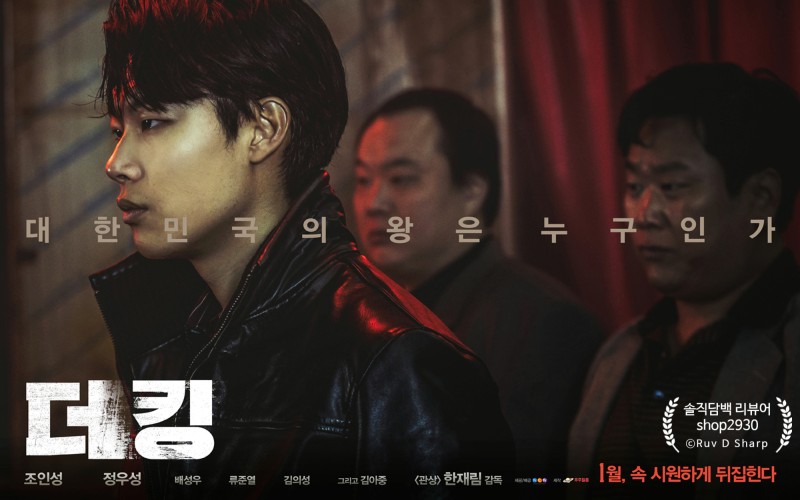 대한민국의 왕은 누구인가
더킹
솔직담백 리뷰어
shop2930
©Ruv D Sharp
조인성 정우성 배성우 류준열 김의성 그리고 김아중 〈관상〉 한재림 감독
1월, 속 시원하게 뒤집힌다